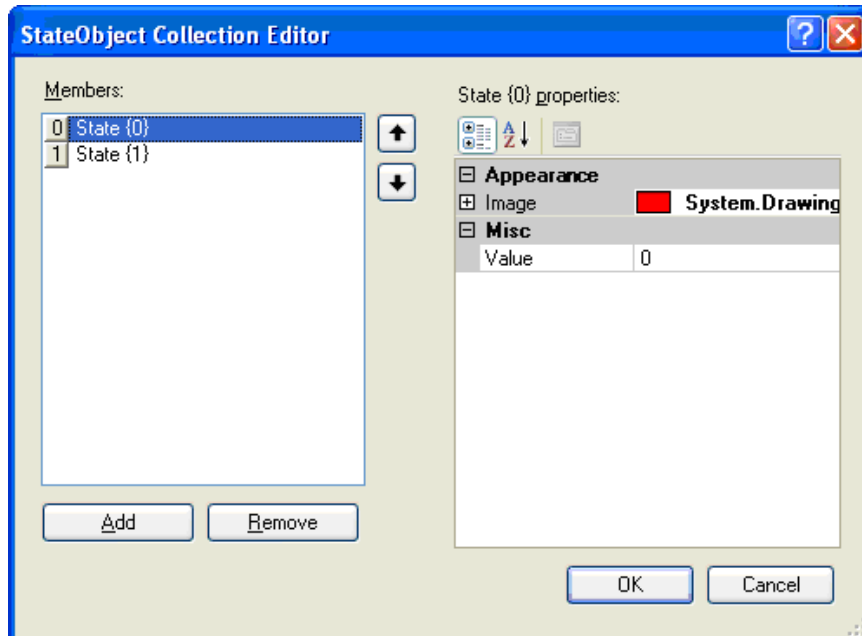 StateObject Collection Editor
Members:
0 State {0}
1 State {1}
Add
Remove
State {0} properties:
A
Z
Appearance
Image System.Drawing
Misc
Value 0
OK
Cancel